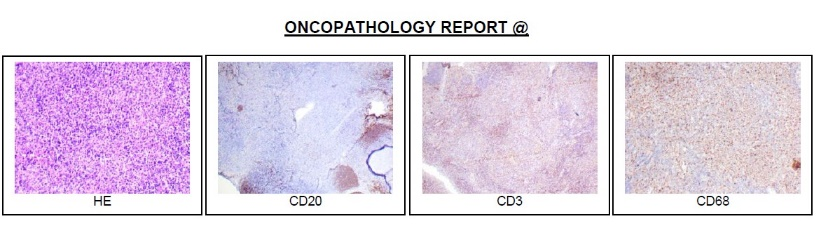 ONCOPATHOLOGY REPORT @
HE
CD20
CD3
CD68